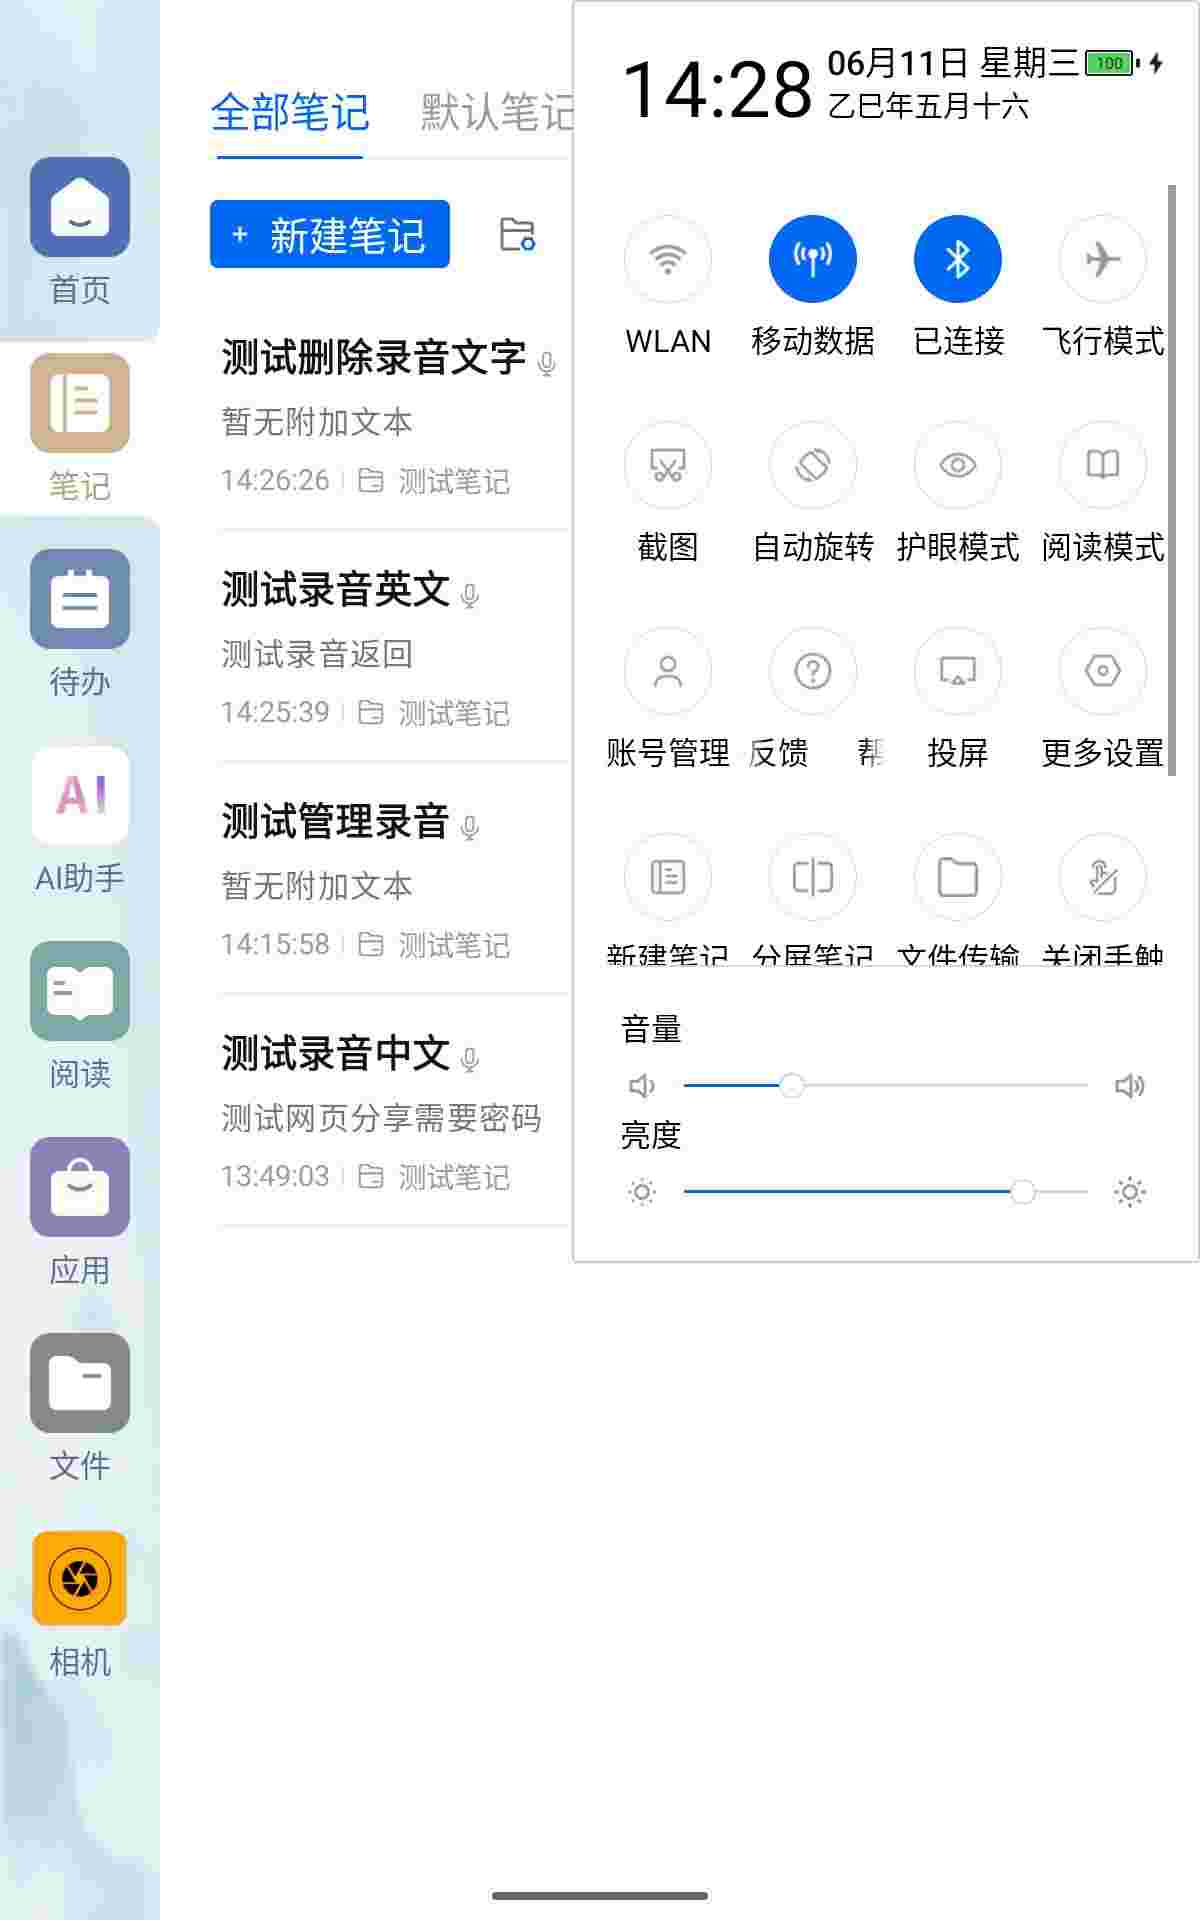 首页
笔记
待办
AI
AI助手
阅读
应用
文件
相机
全部笔记 默认笔记
+ 新建笔记
测试删除录音文字
暂无附加文本
14:26:26 测试笔记
测试录音英文
测试录音返回
14:25:39 测试笔记
测试管理录音
暂无附加文本
14:15:58 测试笔记
测试录音中文
测试网页分享需要密码
13:49:03 测试笔记
14:28
06月11日 星期三 100
乙巳年五月十六
WLAN 移动数据 已连接 飞行模式
截图 自动旋转 护眼模式 阅读模式
账号管理 反馈 帮 投屏 更多设置
新建笔记 分屏笔记 文件传输 关闭手触
音量
亮度